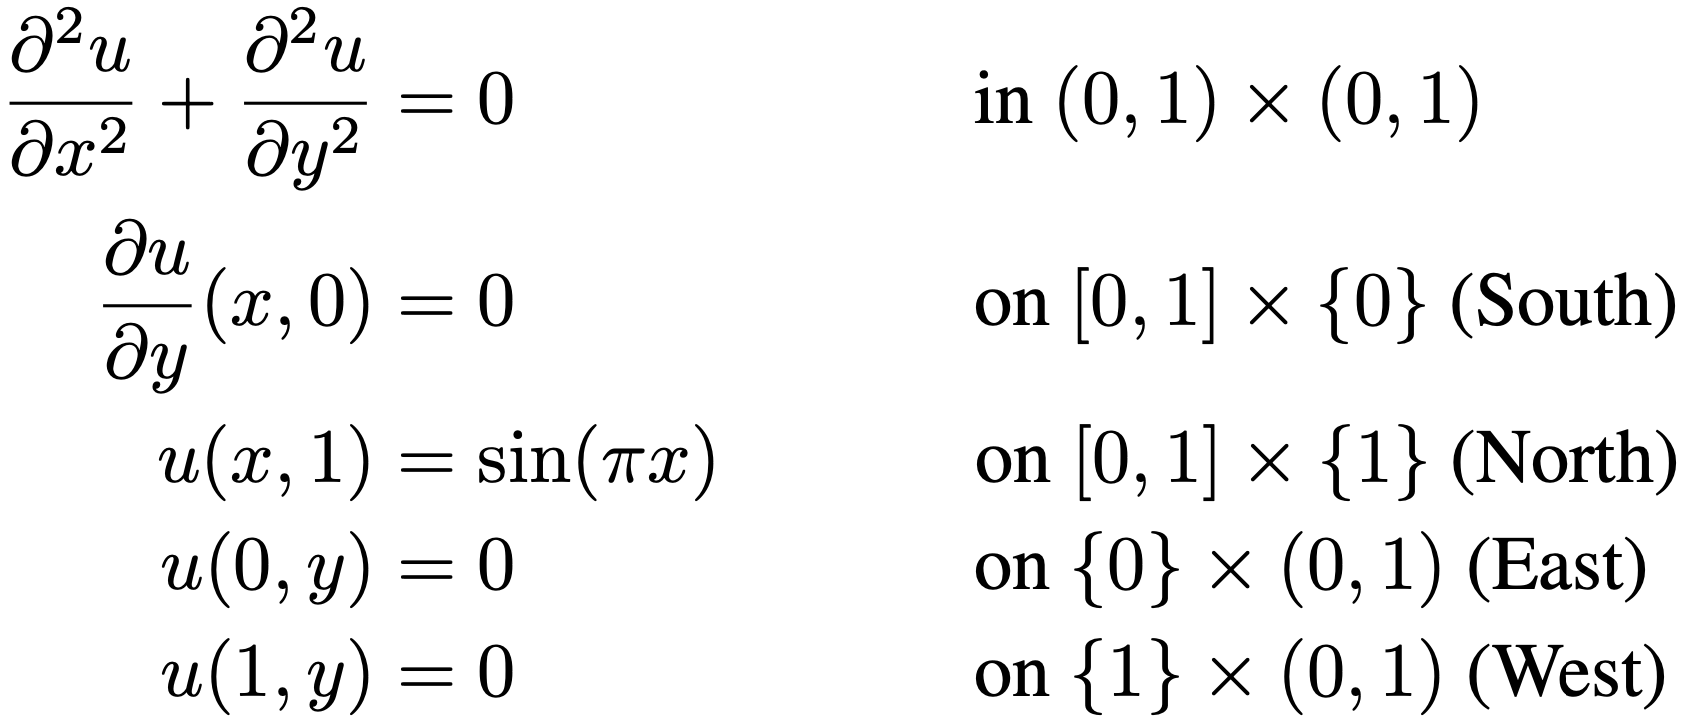 ∂²u/∂x² + ∂²u/∂y² = 0 in (0, 1) × (0, 1)
∂u/∂y (x, 0) = 0 on [0, 1] × {0} (South)
u(x, 1) = sin(πx) on [0, 1] × {1} (North)
u(0, y) = 0 on {0} × (0, 1) (East)
u(1, y) = 0 on {1} × (0, 1) (West)